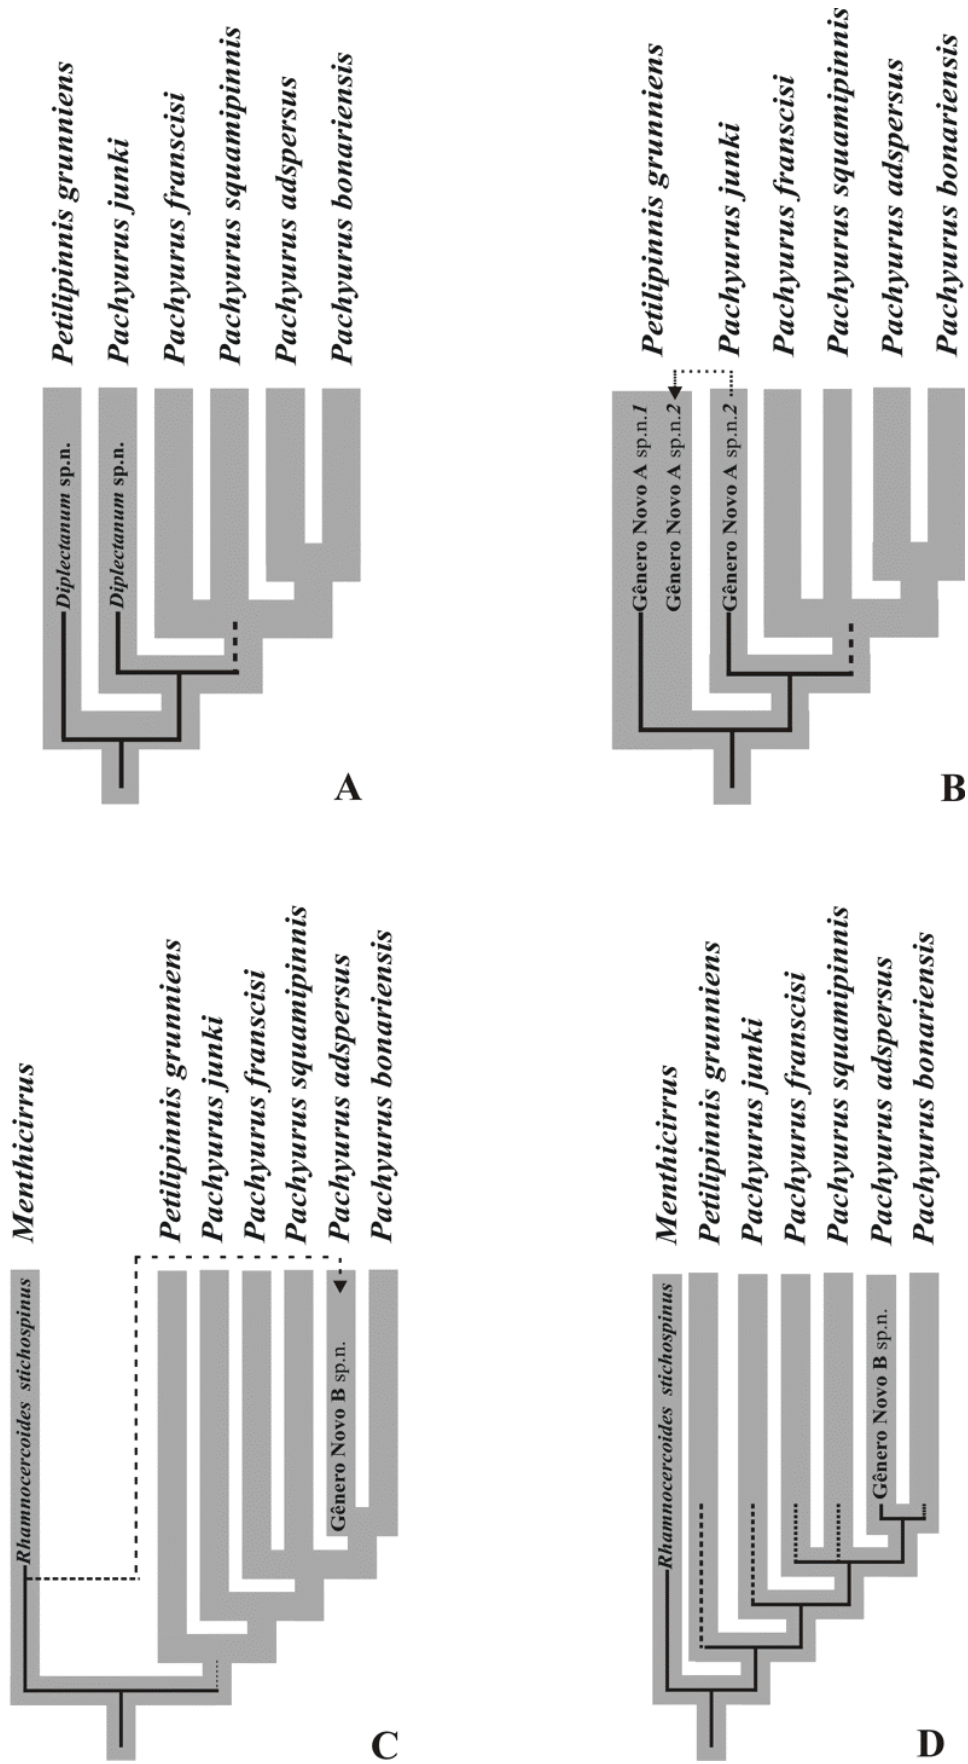 Petilipinnis grunniens
Pachyurus junki
Pachyurus franscisi
Pachyurus squamipinnis
Pachyurus adspersus
Pachyurus bonariensis
Diplectanum sp.n.
Diplectanum sp.n.
A
Petilipinnis grunniens
Pachyurus junki
Pachyurus franscisi
Pachyurus squamipinnis
Pachyurus adspersus
Pachyurus bonariensis
Gênero Novo A sp.n.1
Gênero Novo A sp.n.2
Gênero Novo A sp.n.2
B
Menthicirrus
Petilipinnis grunniens
Pachyurus junki
Pachyurus franscisi
Pachyurus squamipinnis
Pachyurus adspersus
Pachyurus bonariensis
Rhamnocercoides stichospinus
Gênero Novo B sp.n.
C
Menthicirrus
Petilipinnis grunniens
Pachyurus junki
Pachyurus franscisi
Pachyurus squamipinnis
Pachyurus adspersus
Pachyurus bonariensis
Rhamnocercoides stichospinus
Gênero Novo B sp.n.
D